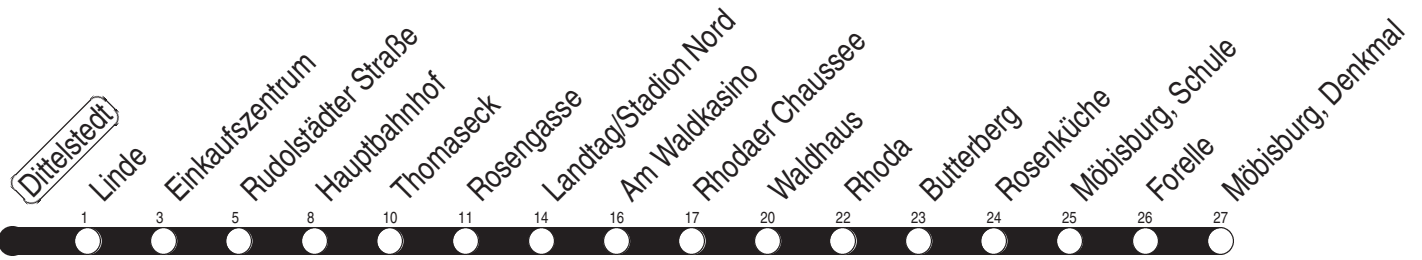 Dittelstedt
1 Linde
3 Einkaufszentrum
5 Rudolstädter Straße
8 Hauptbahnhof
10 Thomaseck
11 Rosengasse
14 Landtag/Stadion Nord
16 Am Waldkasino
17 Rhodaer Chaussee
20 Waldhaus
22 Rhoda
23 Butterberg
24 Rosenküche
25 Möbisburg, Schule
26 Forelle
27 Möbisburg, Denkmal